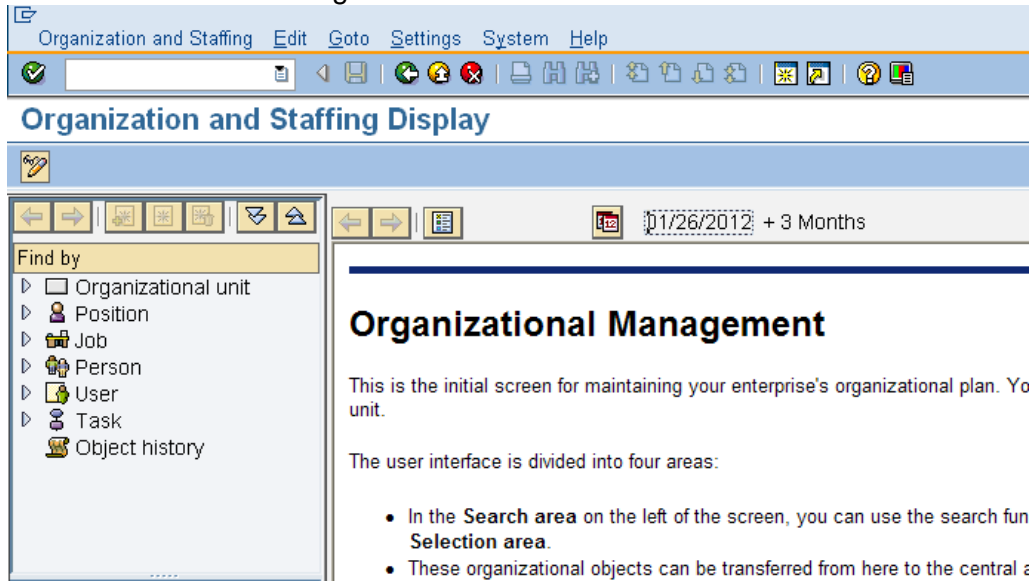 Organization and Staffing Edit Goto Settings System Help
Organization and Staffing Display
01/26/2012 + 3 Months
Find by
Organizational unit
Position
Job
Person
User
Task
Object history
Organizational Management
This is the initial screen for maintaining your enterprise's organizational plan.
unit.
The user interface is divided into four areas:
• In the Search area on the left of the screen, you can use the search
Selection area.
• These organizational objects can be transferred from here to the central